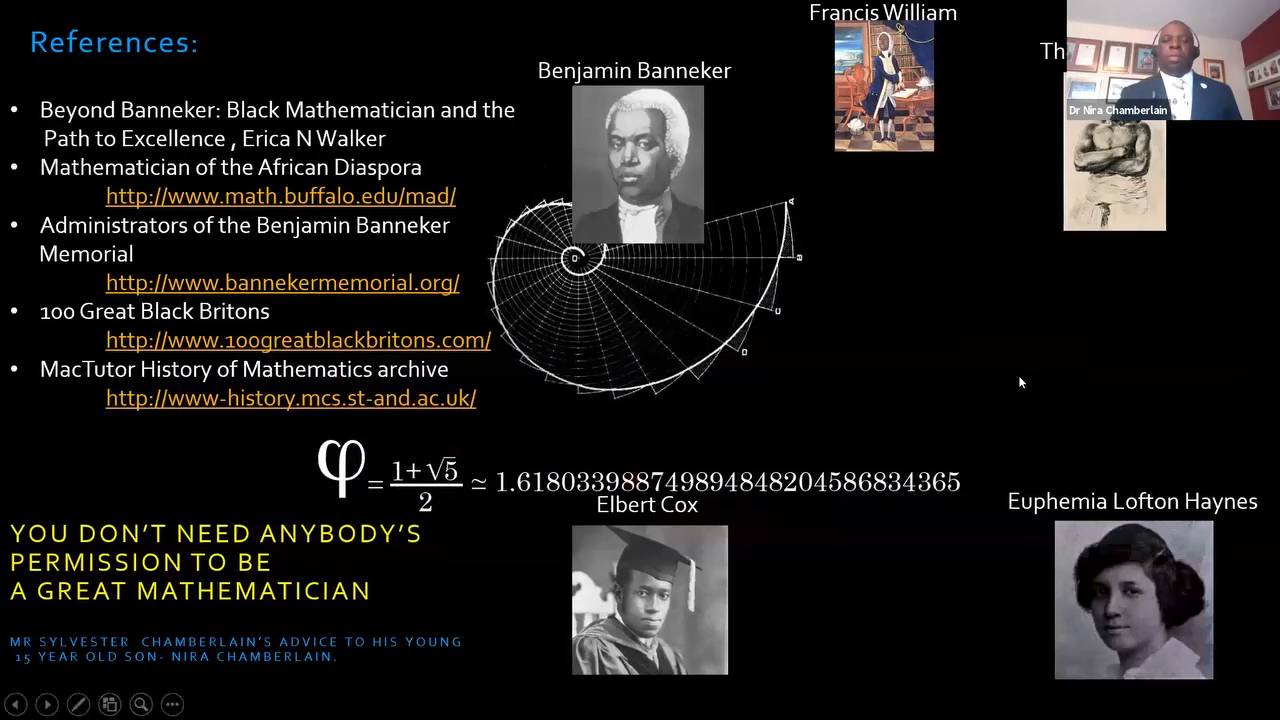 References:
Francis William
Th
Benjamin Banneker
Dr Nira Chamberlain
• Beyond Banneker: Black Mathematician and the
Path to Excellence , Erica N Walker
• Mathematician of the African Diaspora
http://www.math.buffalo.edu/mad/
• Administrators of the Benjamin Banneker
Memorial
http://www.bannekermemorial.org/
• 100 Great Black Britons
http://www.100greatblackbritons.com/
• MacTutor History of Mathematics archive
http://www-history.mcs.st-and.ac.uk/
A
B
C
D
O
φ = (1+√5)/2 ≃ 1.618033988749894848204586834365
Elbert Cox
Euphemia Lofton Haynes
YOU DON'T NEED ANYBODY'S
PERMISSION TO BE
A GREAT MATHEMATICIAN
MR SYLVESTER CHAMBERLAIN'S ADVICE TO HIS YOUNG
15 YEAR OLD SON- NIRA CHAMBERLAIN.